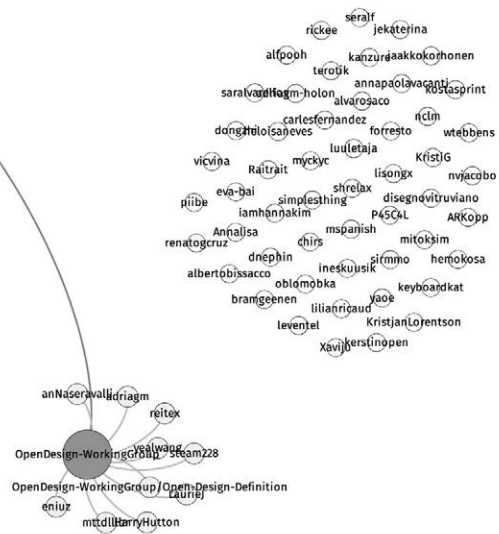 seralf
rickee
jekaterina
alfpooh
kanzure
jaakkokorhonen
terotik
annapaolavacanti
kostasprint
alvarosaco
carlesfernandez
nclm
holoisaneves
forresto
wtebbens
luuletaja
vicvina
myckyc
KristiG
Raitrait
lisongx
nvjacobo
eva-bai
shrelax
piibe
simplesthing
disegnovitruviano
iamhannakim
P45C4L
ARKopp
Annalisa
mspanish
renatogcruz
chirs
mitoksim
dnephin
sirmmo
hemokosa
albertobissacco
ineskuusik
oblomobka
keyboardkat
bramgeenen
yaoe
lilianricaud
leventel
KristjanLorentson
Xaviju
kerstinopen
anNaseravalli
adriagm
reitex
yealwang
OpenDesign-WorkingGroup
steam228
OpenDesign-WorkingGroup/Open-Design-Definition
Lauriej
eniuz
HarryHutton